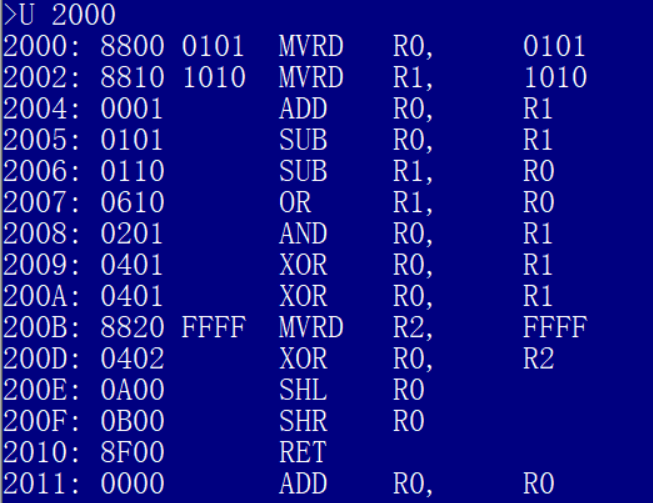 >U 2000
2000: 8800 0101 MVRD R0, 0101
2002: 8810 1010 MVRD R1, 1010
2004: 0001 ADD R0, R1
2005: 0101 SUB R0, R1
2006: 0110 SUB R1, R0
2007: 0610 OR R1, R0
2008: 0201 AND R0, R1
2009: 0401 XOR R0, R1
200A: 0401 XOR R0, R1
200B: 8820 FFFF MVRD R2, FFFF
200D: 0402 XOR R0, R2
200E: 0A00 SHL R0
200F: 0B00 SHR R0
2010: 8F00 RET
2011: 0000 ADD R0, R0